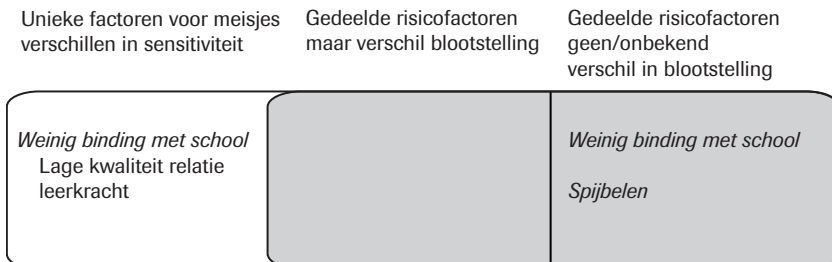 Unieke factoren voor meisjes
verschillen in sensitiviteit
Gedeelde risicofactoren
maar verschil blootstelling
Gedeelde risicofactoren
geen/onbekend
verschil in blootstelling
Weinig binding met school
Lage kwaliteit relatie
leerkracht
Weinig binding met school
Spijbelen